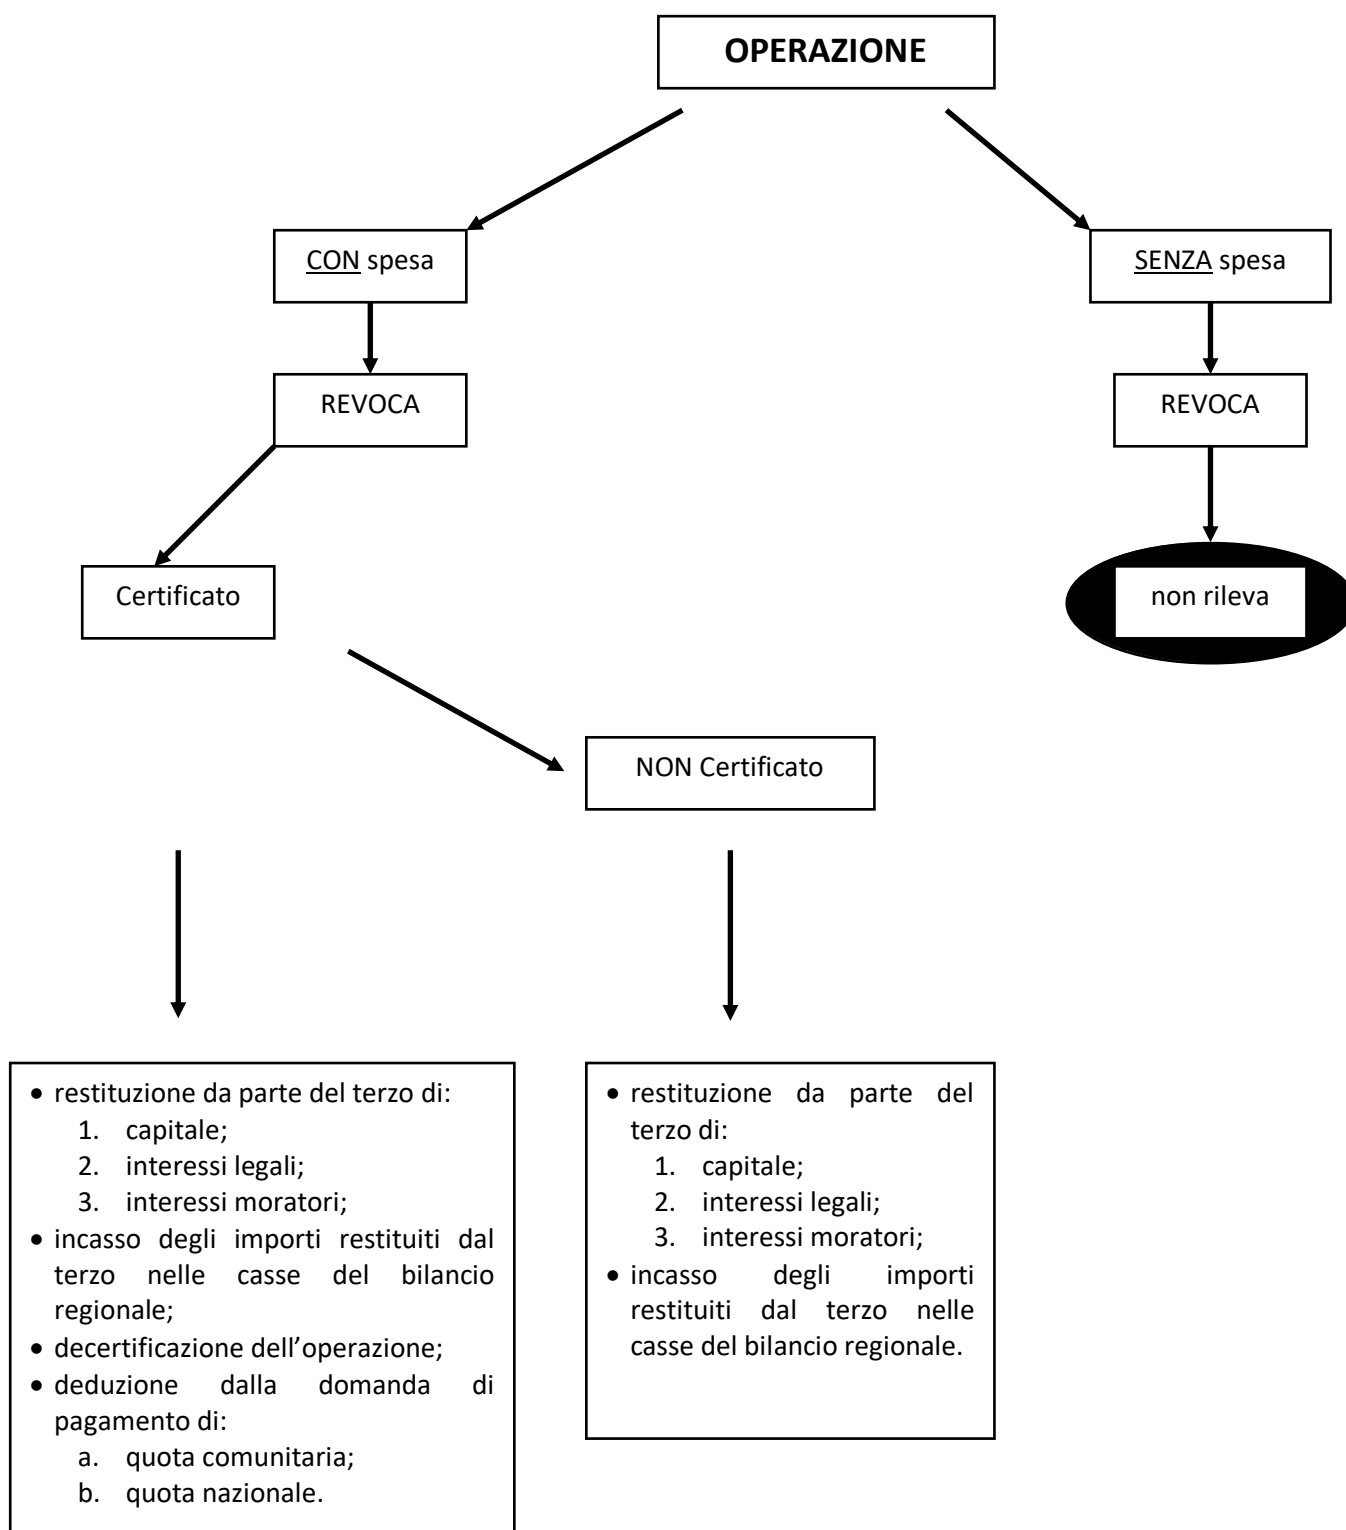 OPERAZIONE
CON spesa
SENZA spesa
REVOCA
REVOCA
Certificato
non rileva
NON Certificato
• restituzione da parte del terzo di:
1. capitale;
2. interessi legali;
3. interessi moratori;
• incasso degli importi restituiti dal
terzo nelle casse del bilancio
regionale;
• decertificazione dell’operazione;
• deduzione dalla domanda di
pagamento di:
a. quota comunitaria;
b. quota nazionale.
• restituzione da parte del
terzo di:
1. capitale;
2. interessi legali;
3. interessi moratori;
• incasso degli importi
restituiti dal terzo nelle
casse del bilancio regionale.